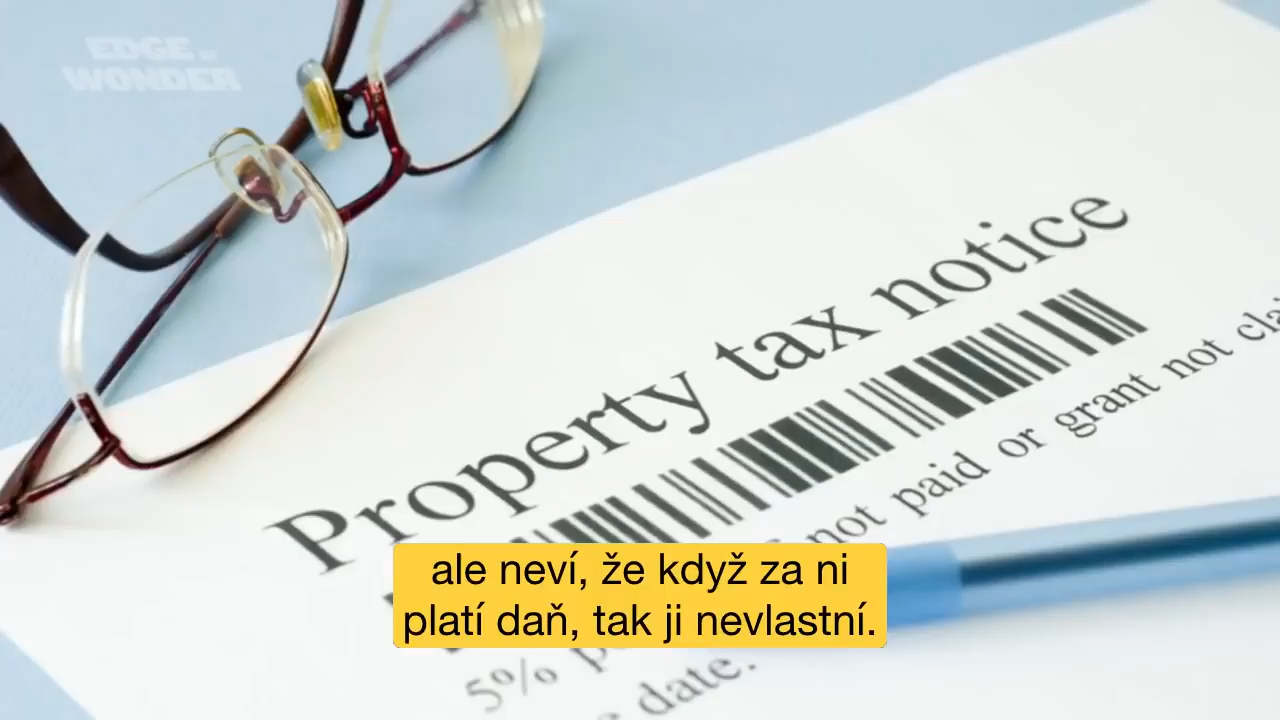 EDGE OF
WONDER
Property tax notice
not paid or grant not
ale neví, že když za ni
platí daň, tak ji nevlastní.
5%
date.